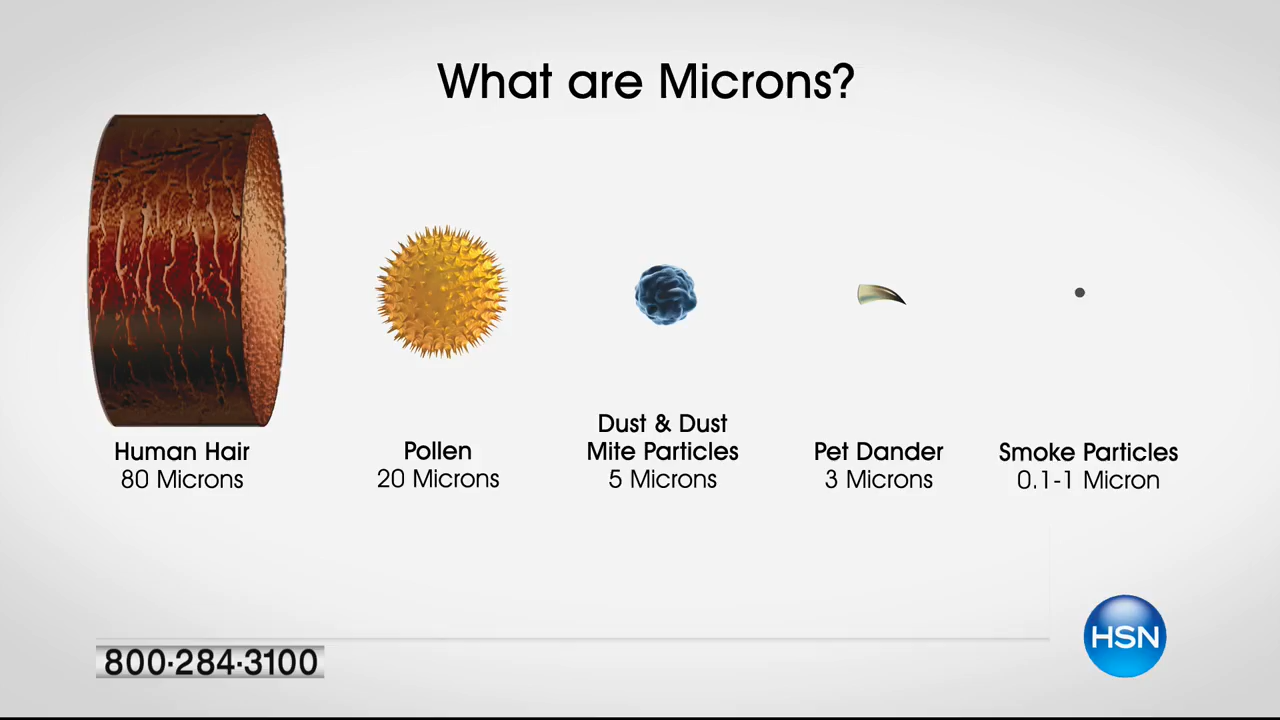 What are Microns?
Human Hair
80 Microns
Pollen
20 Microns
Dust & Dust
Mite Particles
5 Microns
Pet Dander
3 Microns
Smoke Particles
0.1-1 Micron
800·284·3100
HSN